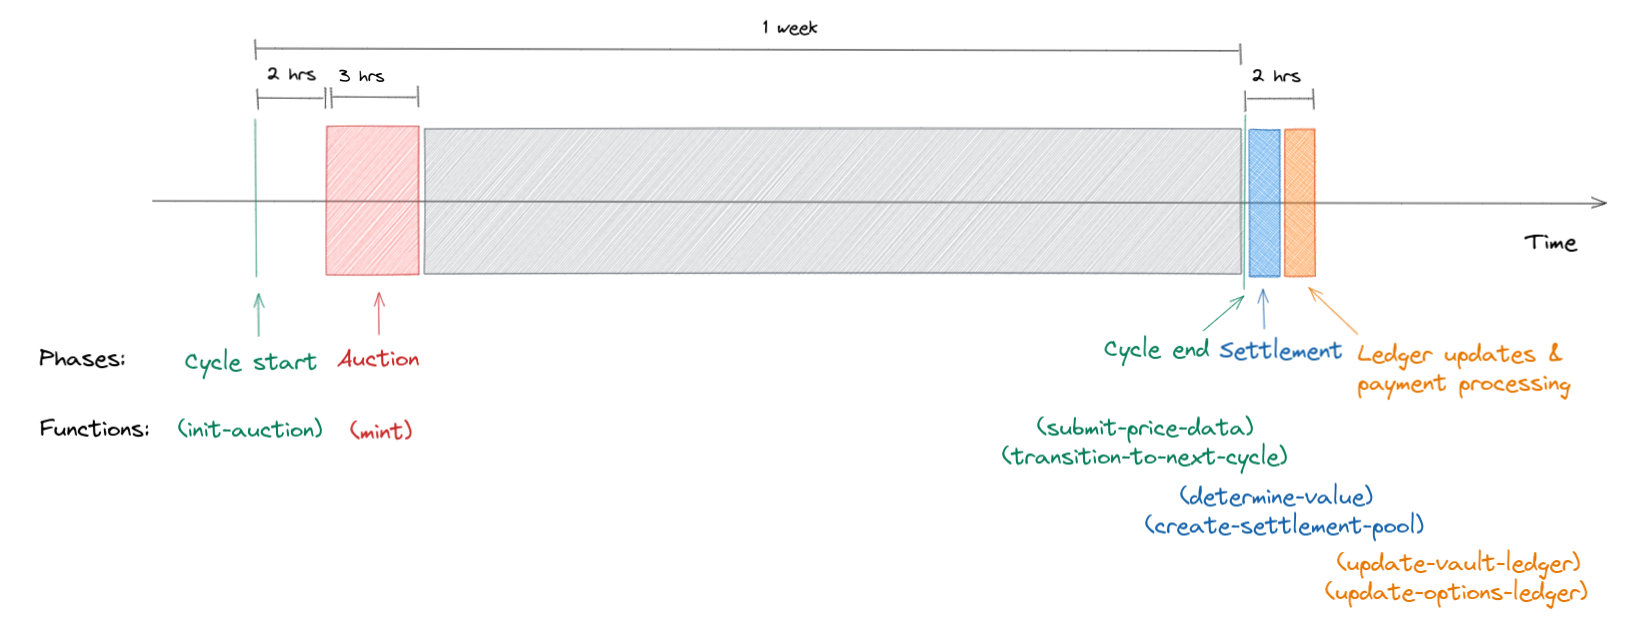 1 week
2 hrs
3 hrs
2 hrs
Time
Phases:
Cycle start
Auction
Cycle end
Settlement
Ledger updates &
payment processing
Functions:
(init-auction)
(mint)
(submit-price-data)
(transition-to-next-cycle)
(determine-value)
(create-settlement-pool)
(update-vault-ledger)
(update-options-ledger)